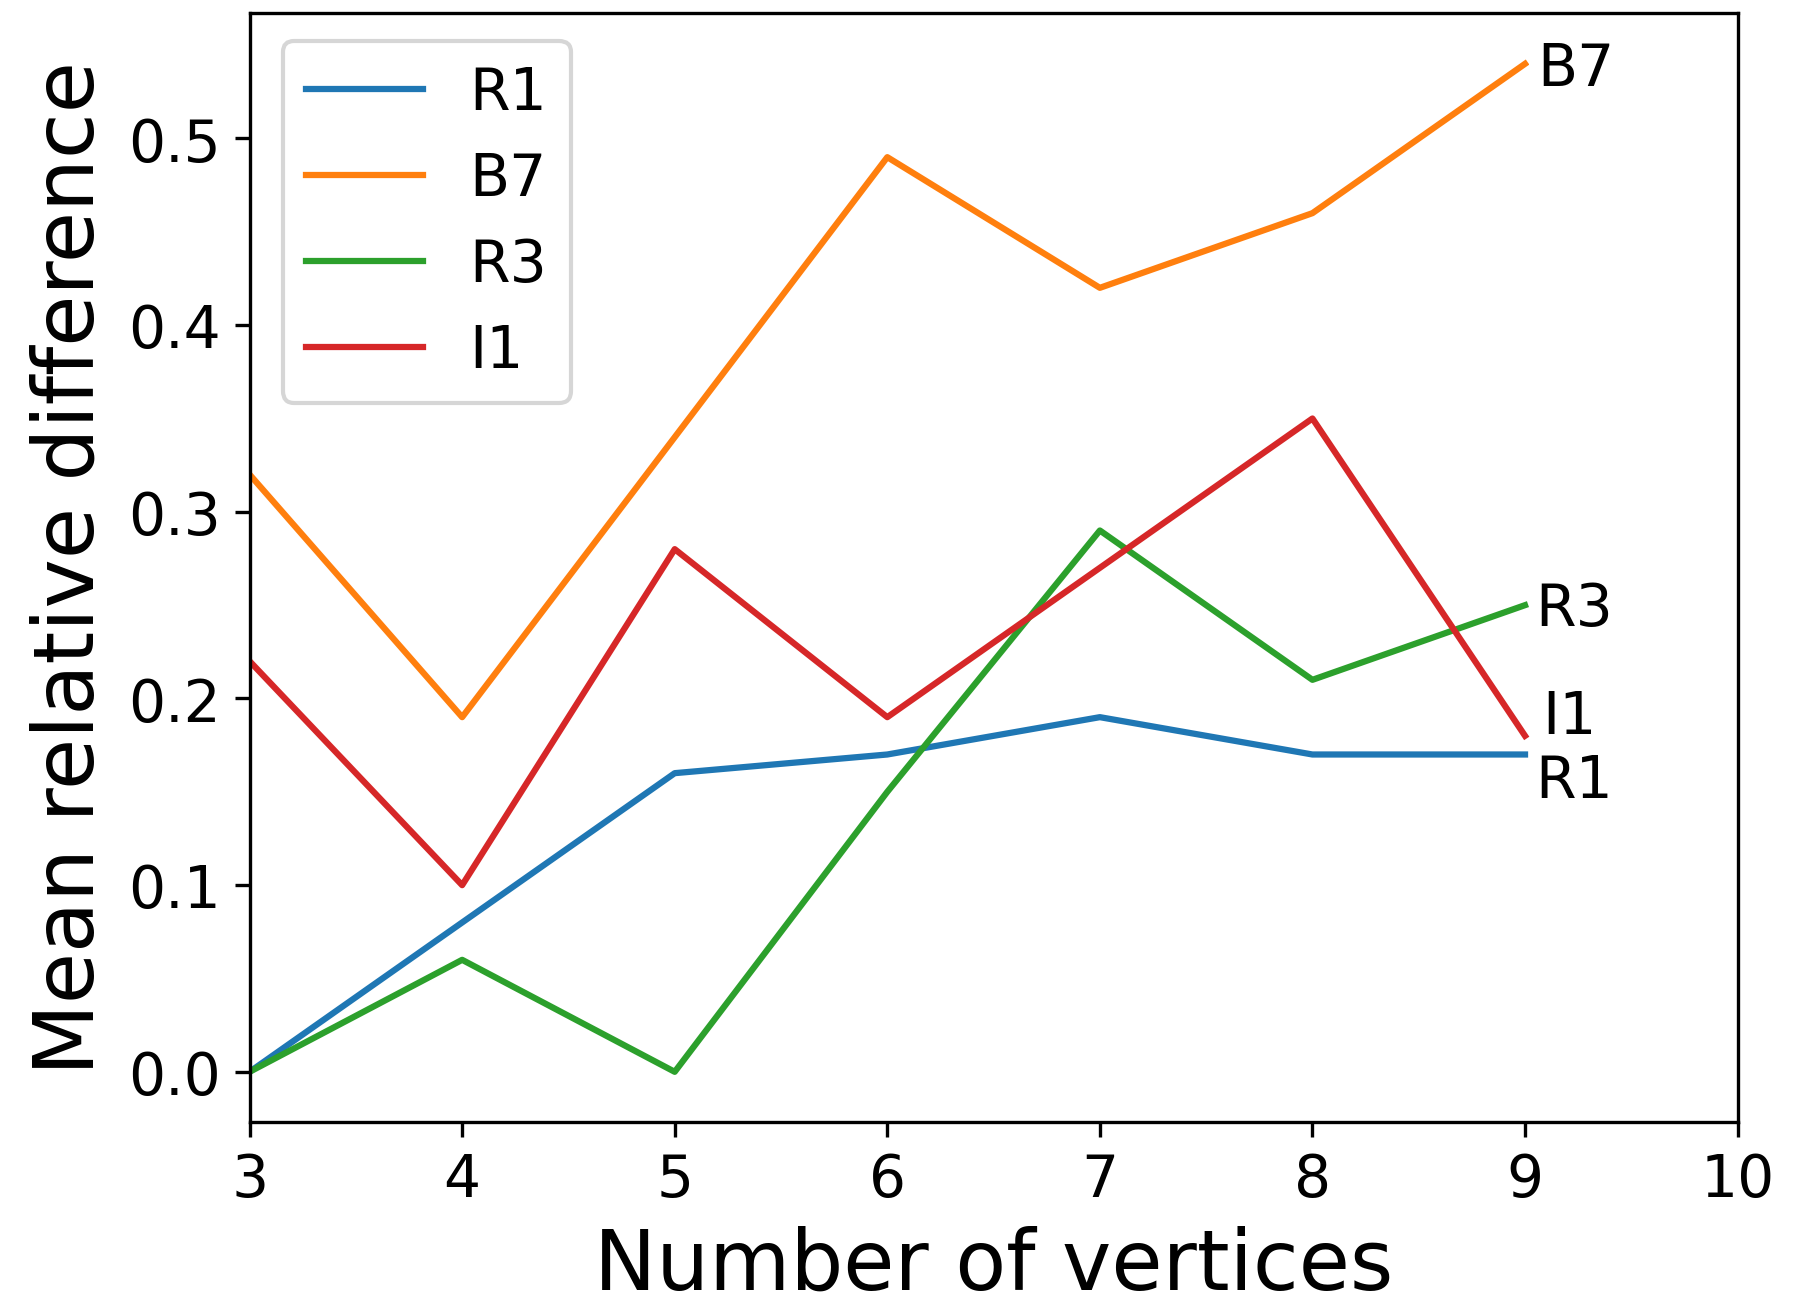 R1
B7
R3
I1
B7
R3
I1
R1
Mean relative difference
0.5
0.4
0.3
0.2
0.1
0.0
3 4 5 6 7 8 9 10
Number of vertices